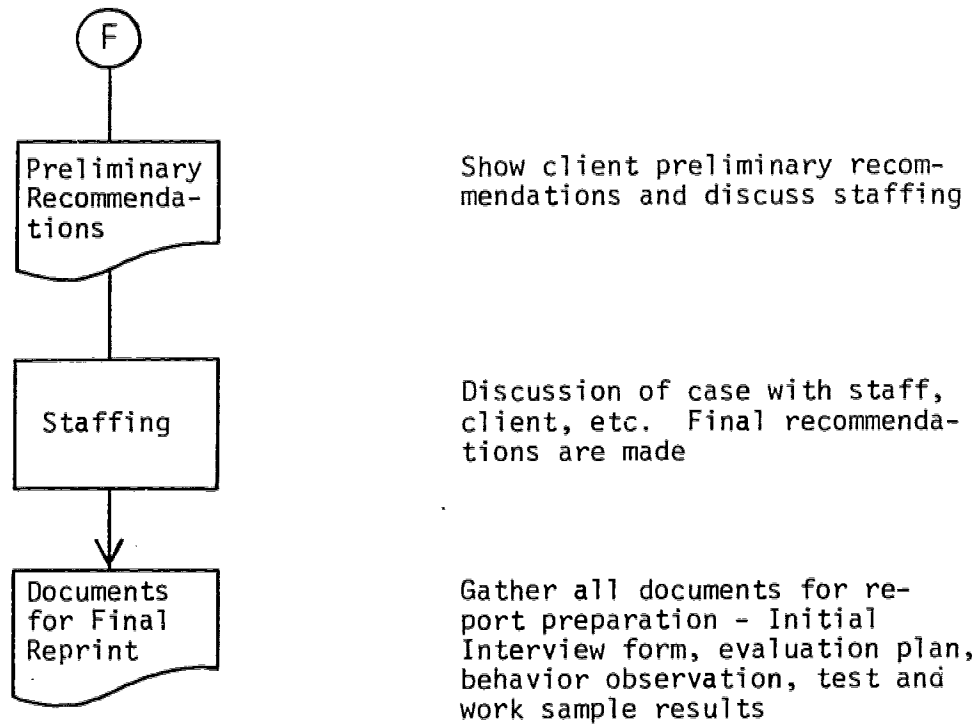 F
Preliminary
Recommenda-
tions
Show client preliminary recom-
mendations and discuss staffing
Staffing
Discussion of case with staff,
client, etc.  Final recommenda-
tions are made
Documents
for Final
Reprint
Gather all documents for re-
port preparation - Initial
Interview form, evaluation plan,
behavior observation, test and
work sample results